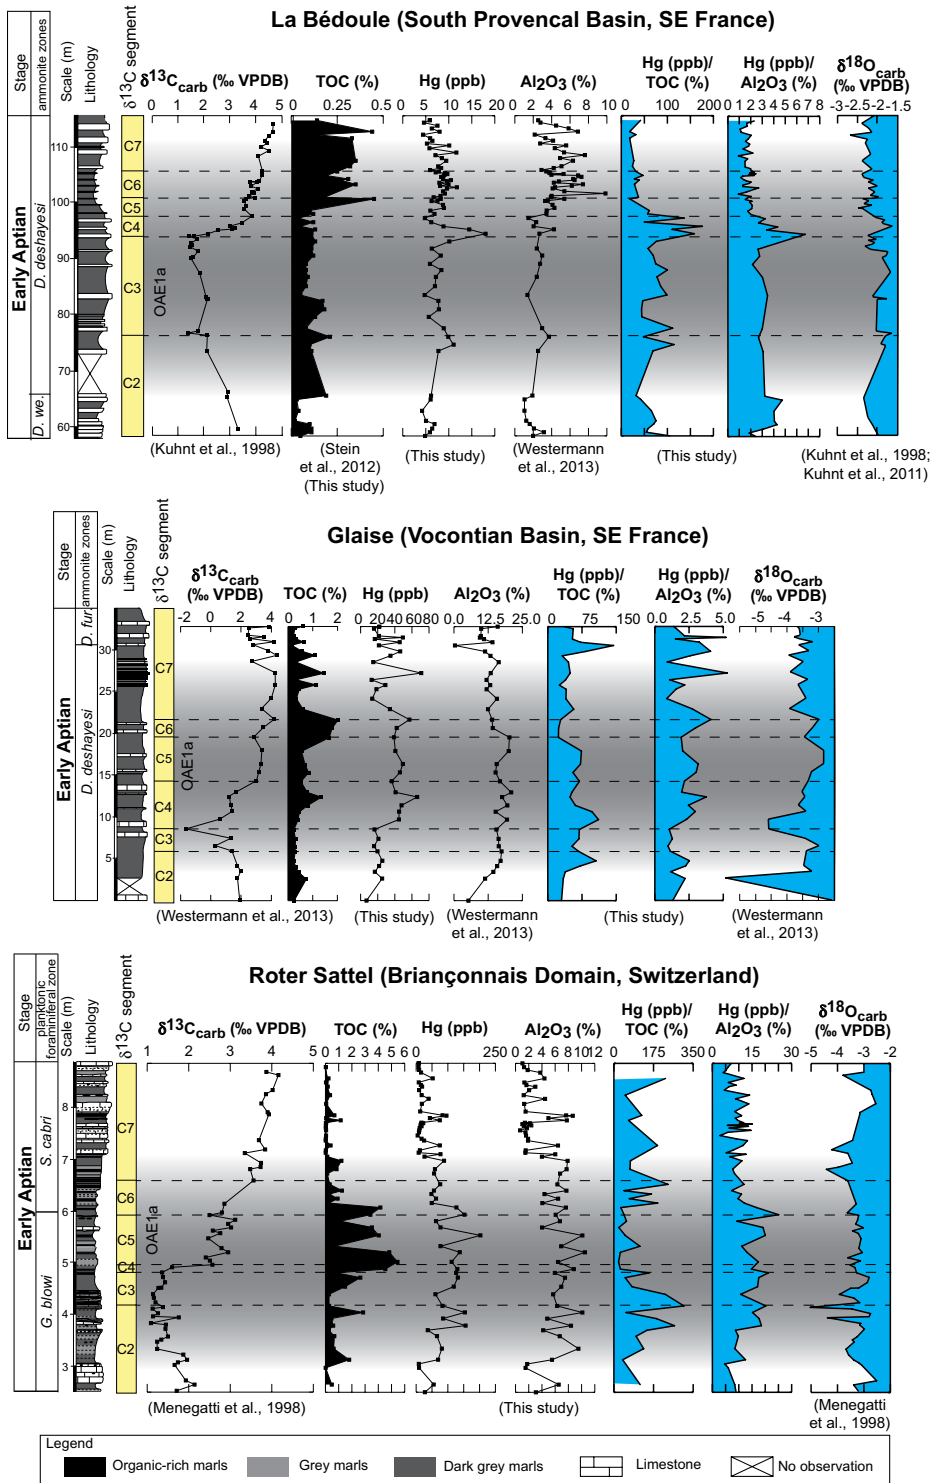 La Bédoule (South Provencal Basin, SE France)
Stage
ammonite zones
Scale (m)
Lithology
δ13C segment
δ13Ccarb (‰ VPDB)
TOC (%)
Hg (ppb)
Al2O3 (%)
Hg (ppb)/
TOC (%)
Hg (ppb)/
Al2O3 (%)
δ18Ocarb
(‰ VPDB)
0 1 2 3 4 5
0 0.25 0.5
0 5 10 15 20
0 2 4 6 8 10
0 100 200
0 1 2 3 4 5 6 7 8
-3 -2.5 -2 -1.5
Early Aptian
D. deshayesi
D. we.
110
100
90
80
70
60
C7
C6
C5
C4
C3
C2
OAE1a
(Kuhnt et al., 1998)
(Stein
et al., 2012)
(This study)
(This study)
(Westermann
et al., 2013)
(This study)
(Kuhnt et al., 1998;
Kuhnt et al., 2011)
Glaise (Vocontian Basin, SE France)
Stage
ammonite zones
Scale (m)
Lithology
δ13C segment
δ13Ccarb
(‰ VPDB)
TOC (%)
Hg (ppb)
Al2O3 (%)
Hg (ppb)/
TOC (%)
Hg (ppb)/
Al2O3 (%)
δ18Ocarb
(‰ VPDB)
-2 0 2 4
0 1 2
0 20 40 60 80
0.0 12.5 25.0
0 75 150
0.0 2.5 5.0
-5 -4 -3
Early Aptian
D. fur.
D. deshayesi
30
25
20
15
10
5
C7
C6
C5
C4
C3
C2
OAE1a
(Westermann et al., 2013)
(This study)
(Westermann
et al., 2013)
(This study)
(Westermann
et al., 2013)
Roter Sattel (Briançonnais Domain, Switzerland)
Stage
planktonic
foraminiferal zone
Scale (m)
Lithology
δ13C segment
δ13Ccarb (‰ VPDB)
TOC (%)
Hg (ppb)
Al2O3 (%)
Hg (ppb)/
TOC (%)
Hg (ppb)/
Al2O3 (%)
δ18Ocarb
(‰ VPDB)
1 2 3 4 5
0 1 2 3 4 5 6
0 250
0 2 4 6 8 10 12
0 175 350
0 15 30
-5 -4 -3 -2
Early Aptian
S. cabri
G. blowi
8
7
6
5
4
3
C7
C6
C5
C4
C3
C2
OAE1a
(Menegatti et al., 1998)
(This study)
(Menegatti
et al., 1998)
Legend
Organic-rich marls
Grey marls
Dark grey marls
Limestone
No observation